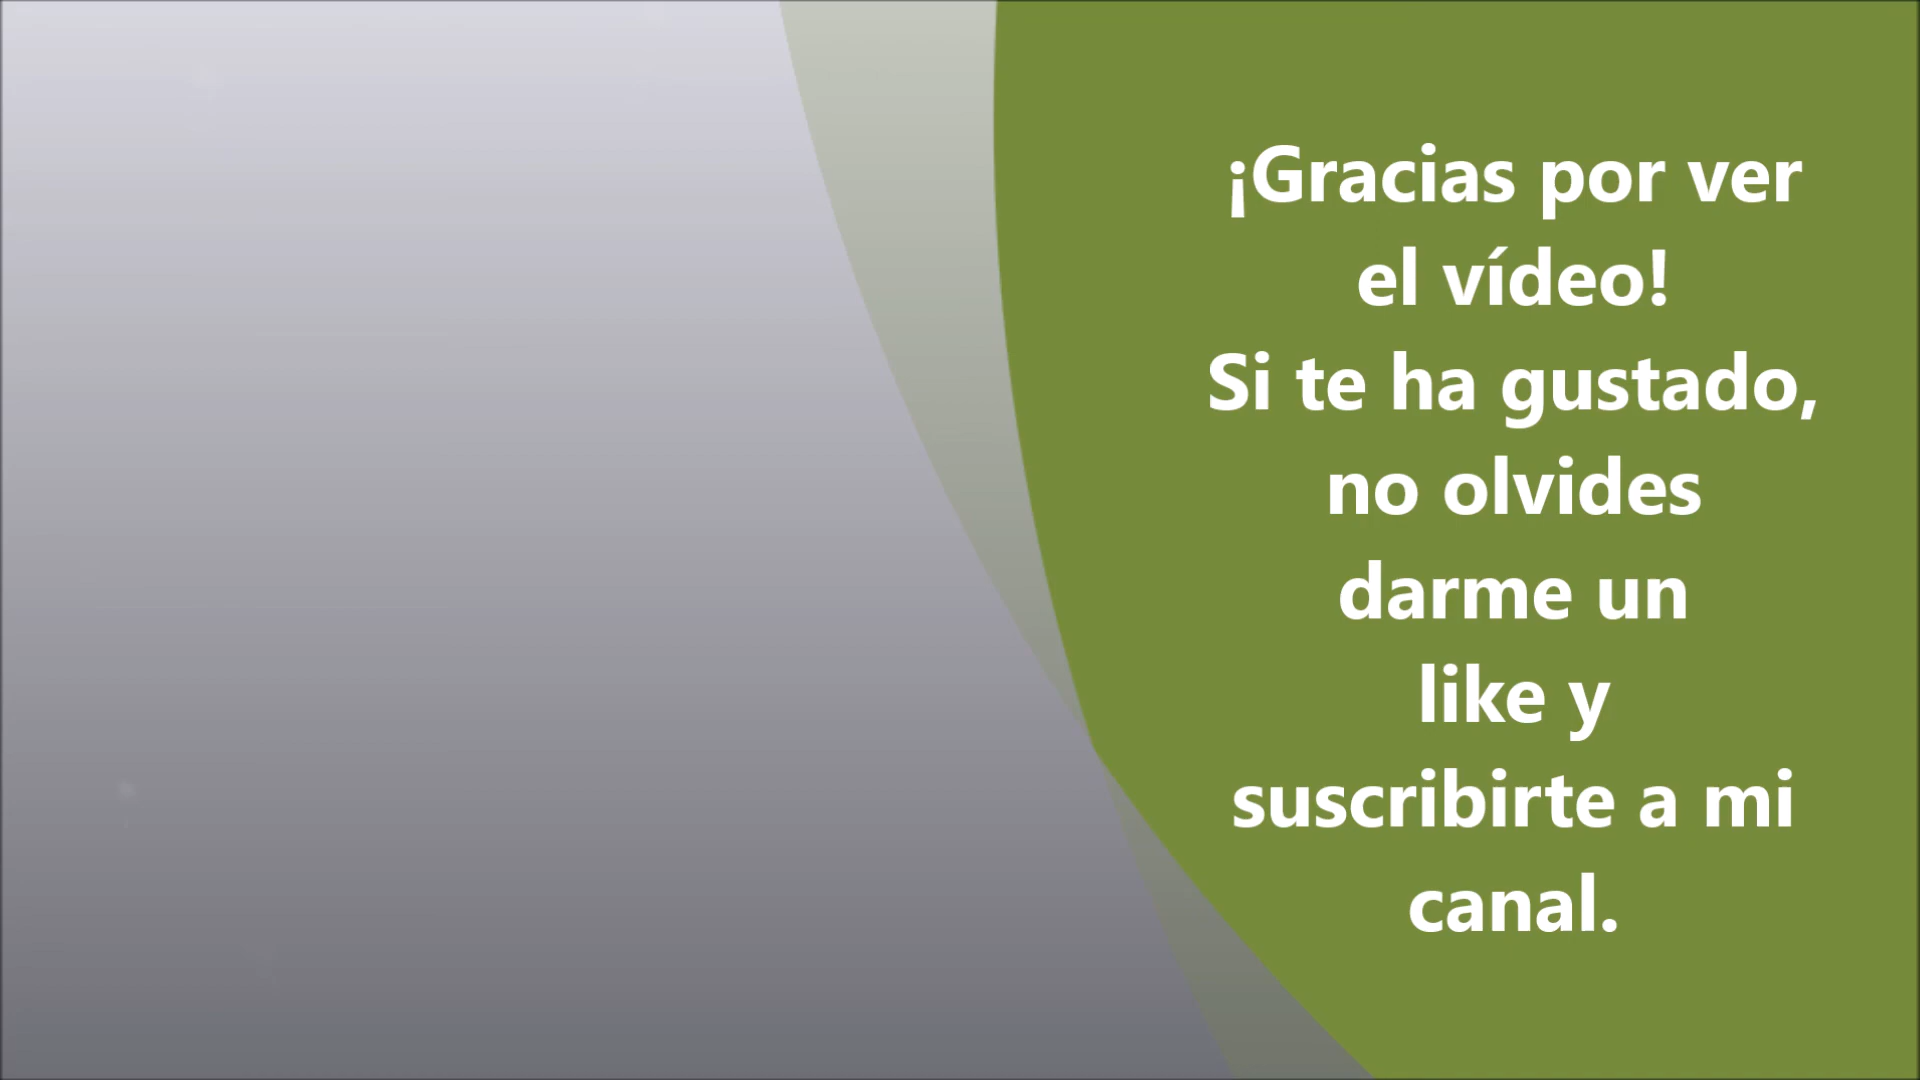 ¡Gracias por ver
el vídeo!
Si te ha gustado,
no olvides
darme un
like y
suscribirte a mi
canal.